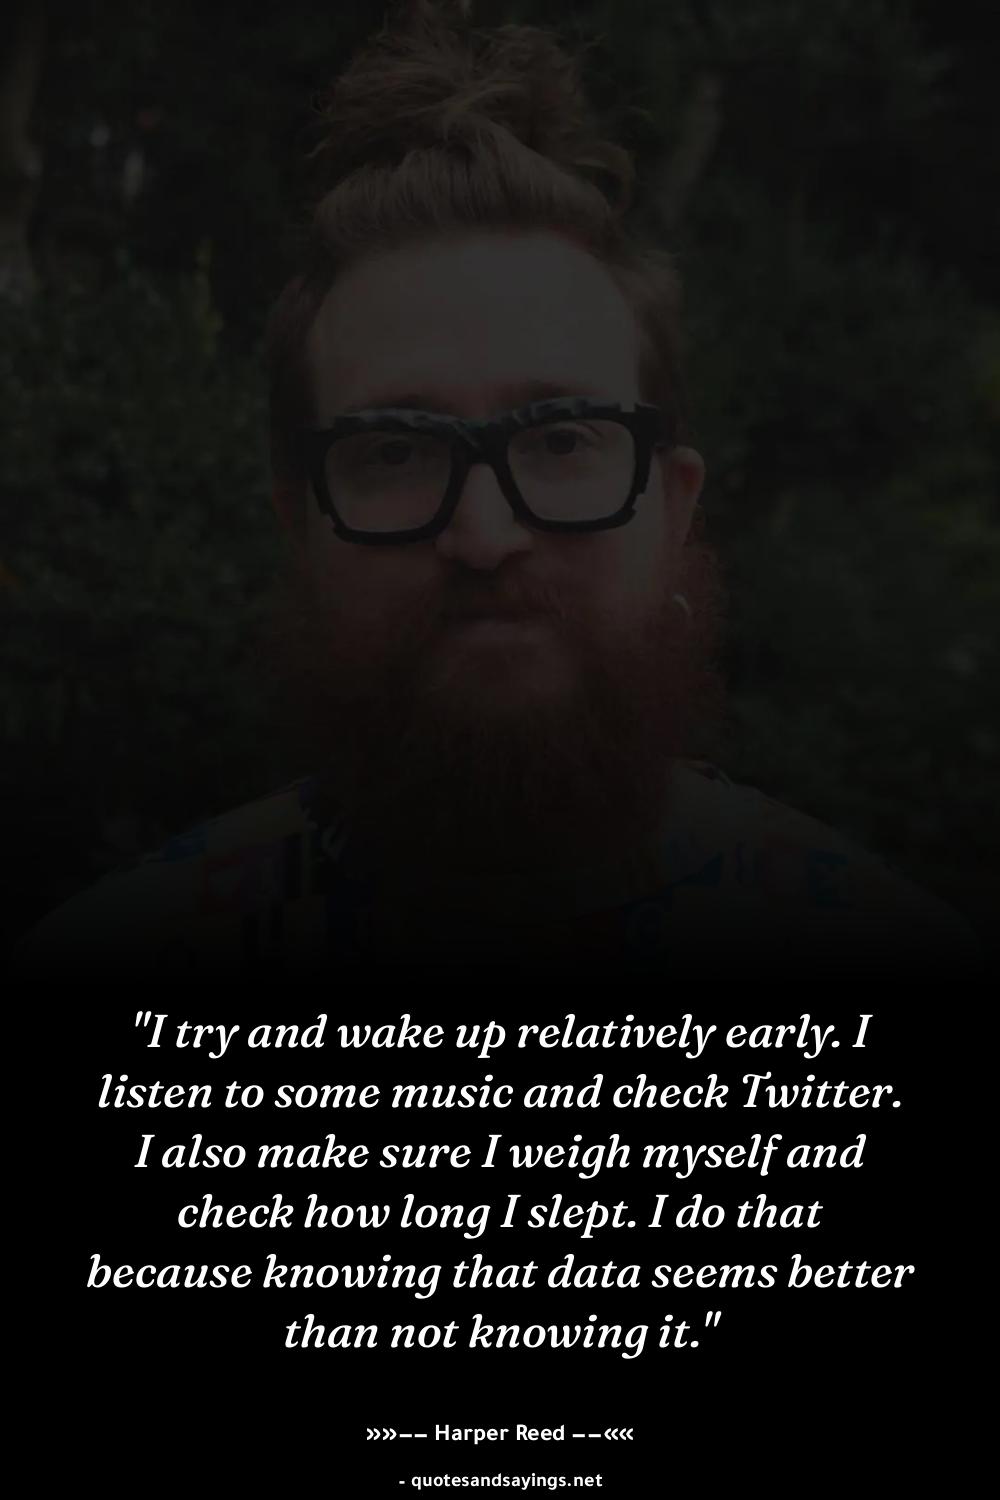 "I try and wake up relatively early. I
listen to some music and check Twitter.
I also make sure I weigh myself and
check how long I slept. I do that
because knowing that data seems better
than not knowing it."
»»–– Harper Reed ––««
- quotesandsayings.net